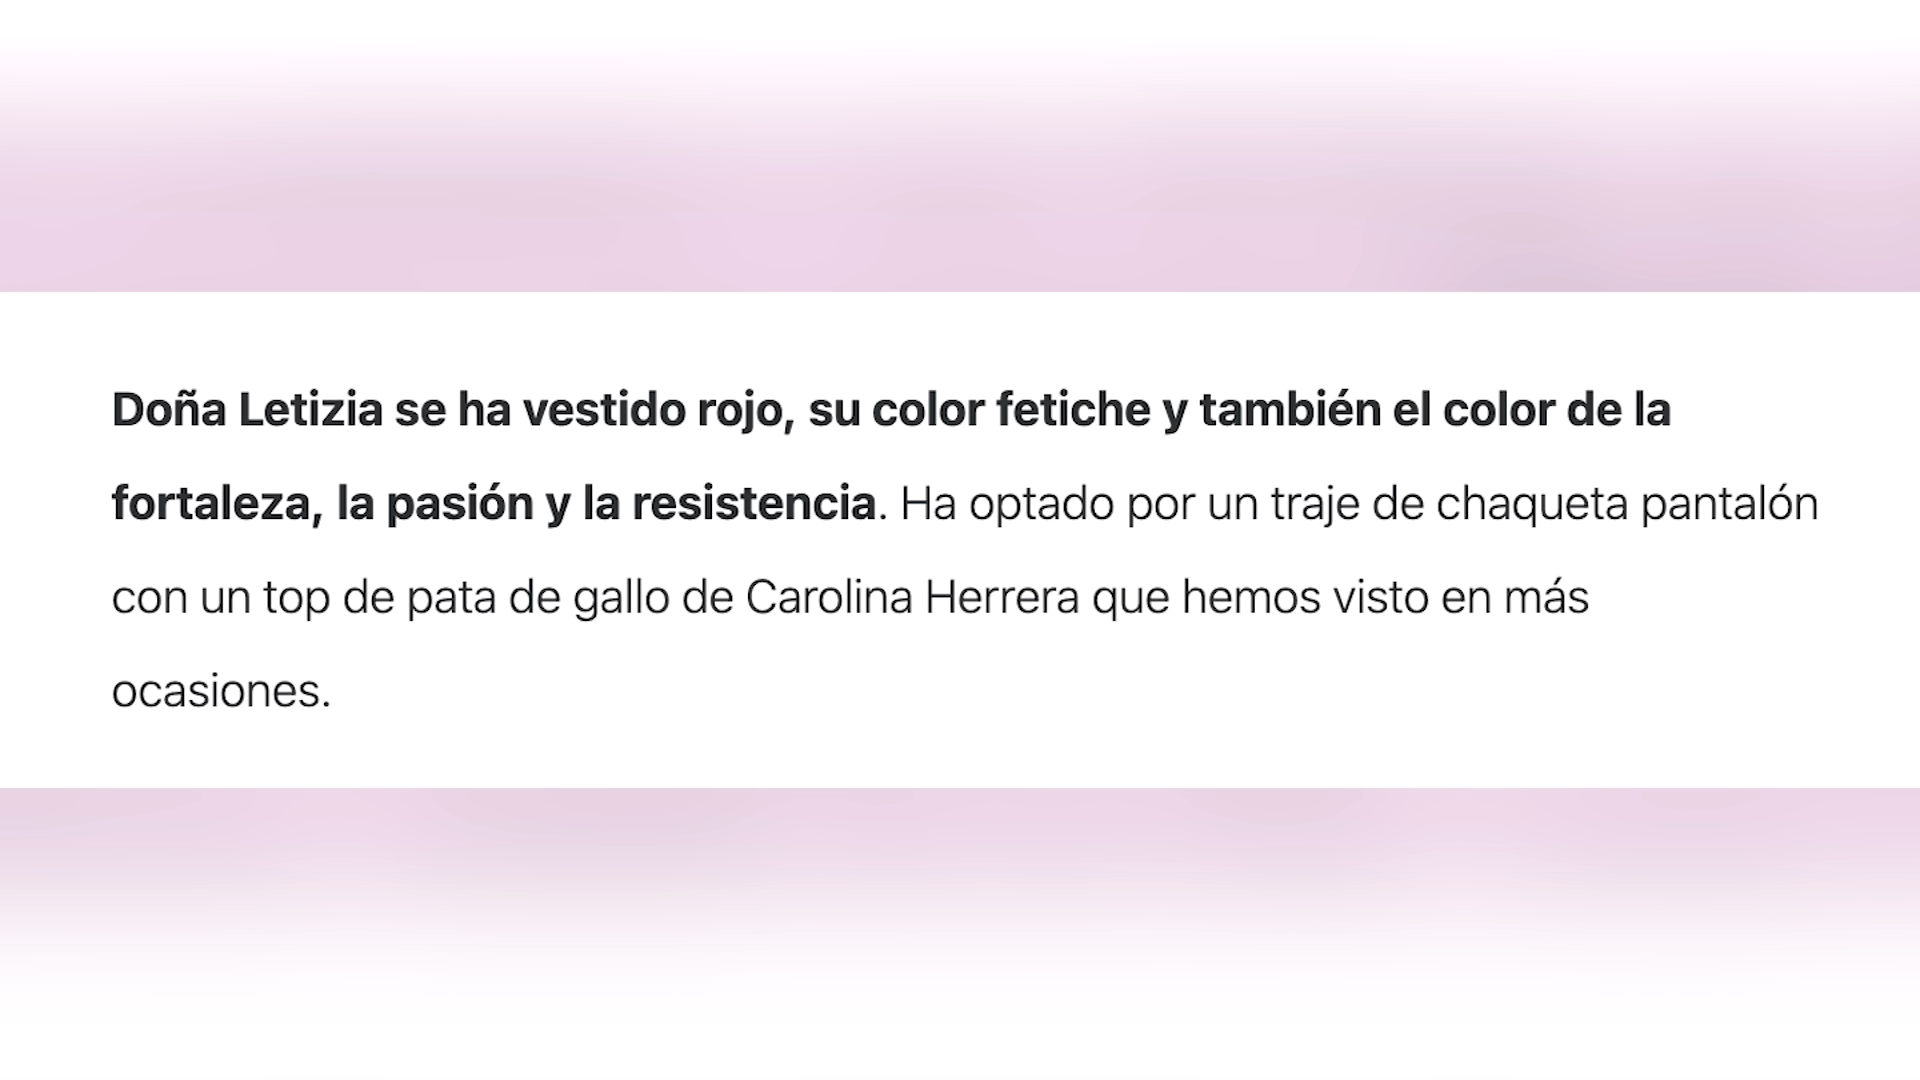 Doña Letizia se ha vestido rojo, su color fetiche y también el color de la
fortaleza, la pasión y la resistencia. Ha optado por un traje de chaqueta pantalón
con un top de pata de gallo de Carolina Herrera que hemos visto en más
ocasiones.